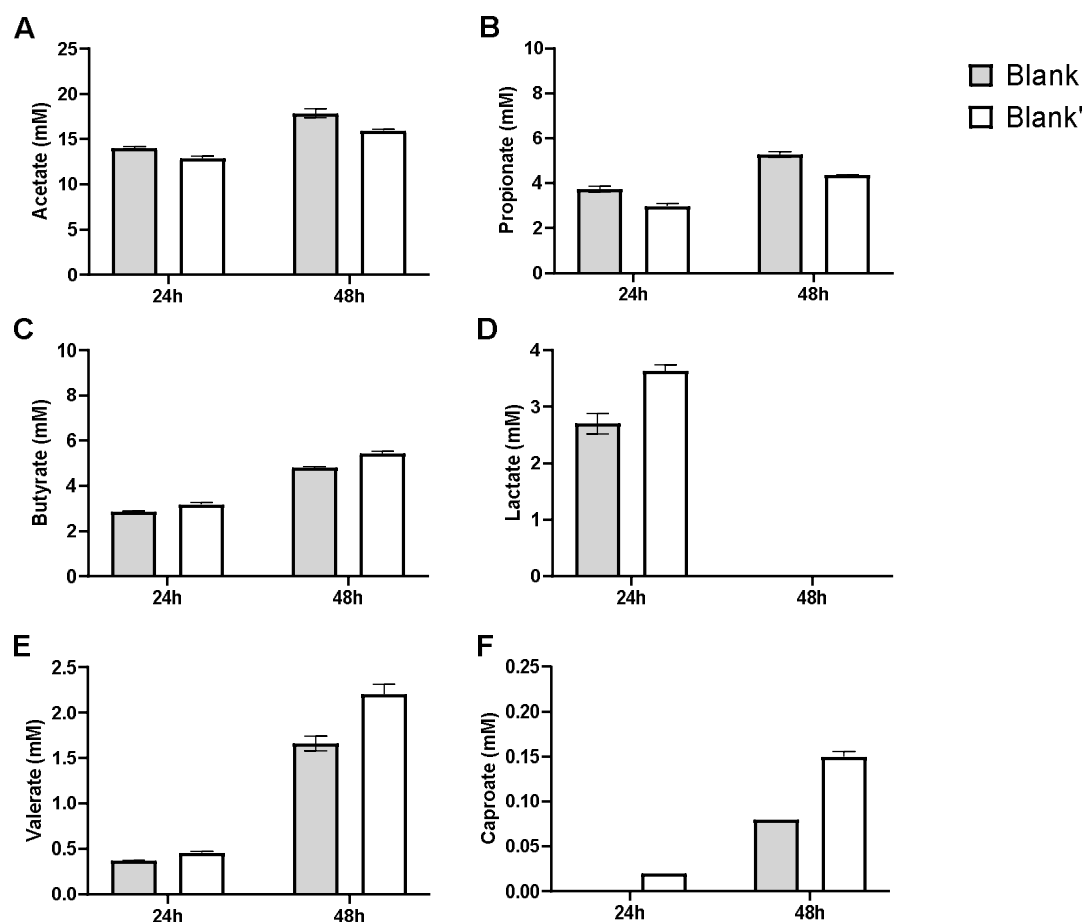 A
Acetate (mM)
25
20
15
10
5
0
24h
48h
B
Propionate (mM)
10
8
6
4
2
0
24h
48h
Blank
Blank'
C
Butyrate (mM)
10
8
6
4
2
0
24h
48h
D
Lactate (mM)
4
3
2
1
0
24h
48h
E
Valerate (mM)
2.5
2.0
1.5
1.0
0.5
0.0
24h
48h
F
Caproate (mM)
0.25
0.20
0.15
0.10
0.05
0.00
24h
48h